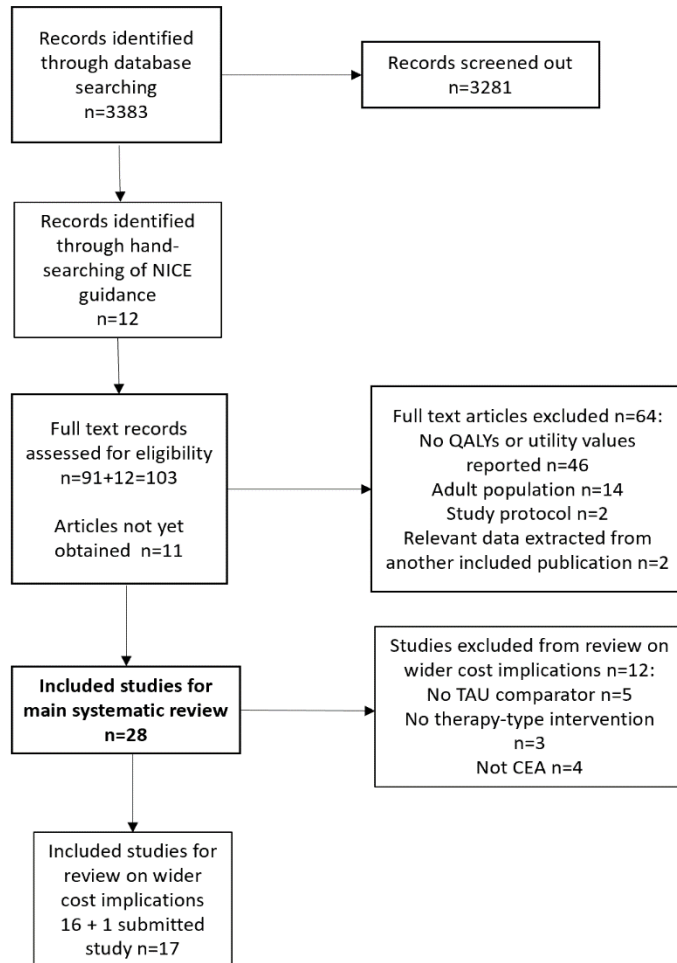 Records identified
through database
searching
n=3383
Records screened out
n=3281
Records identified
through hand-
searching of NICE
guidance
n=12
Full text records
assessed for eligibility
n=91+12=103
Articles not yet
obtained n=11
Full text articles excluded n=64:
No QALYs or utility values
reported n=46
Adult population n=14
Study protocol n=2
Relevant data extracted from
another included publication n=2
Included studies for
main systematic review
n=28
Studies excluded from review on
wider cost implications n=12:
No TAU comparator n=5
No therapy-type intervention
n=3
Not CEA n=4
Included studies for
review on wider
cost implications
16 + 1 submitted
study n=17